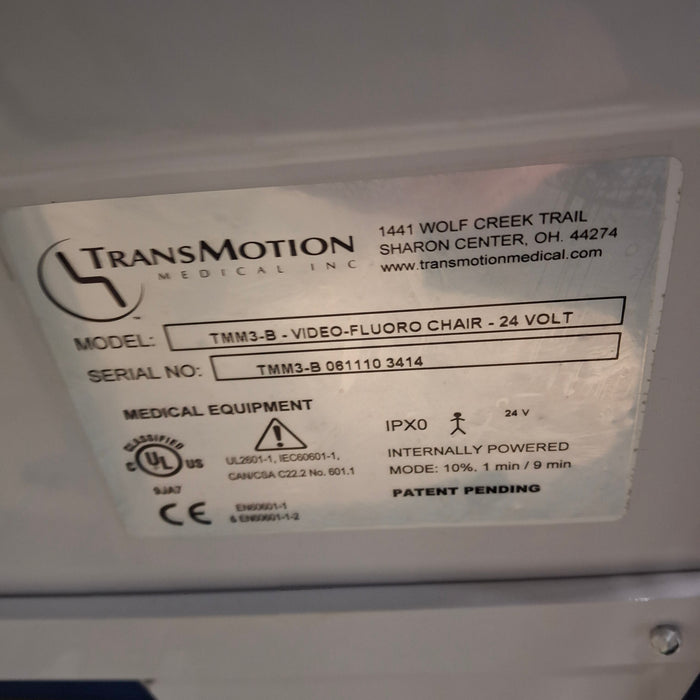 TRANSMOTION
MEDICAL INC
™
1441 WOLF CREEK TRAIL
SHARON CENTER, OH. 44274
www.transmotionmedical.com
MODEL: TMM3-B - VIDEO-FLUORO CHAIR - 24 VOLT
SERIAL NO: TMM3-B 061110 3414
MEDICAL EQUIPMENT
CLASSIFIED
C UL US
9JA7
UL2601-1, IEC60601-1,
CAN/CSA C22.2 No. 601.1
CE
EN60601-1
& EN60601-1-2
IPX0
24 V
INTERNALLY POWERED
MODE: 10%, 1 min / 9 min
PATENT PENDING